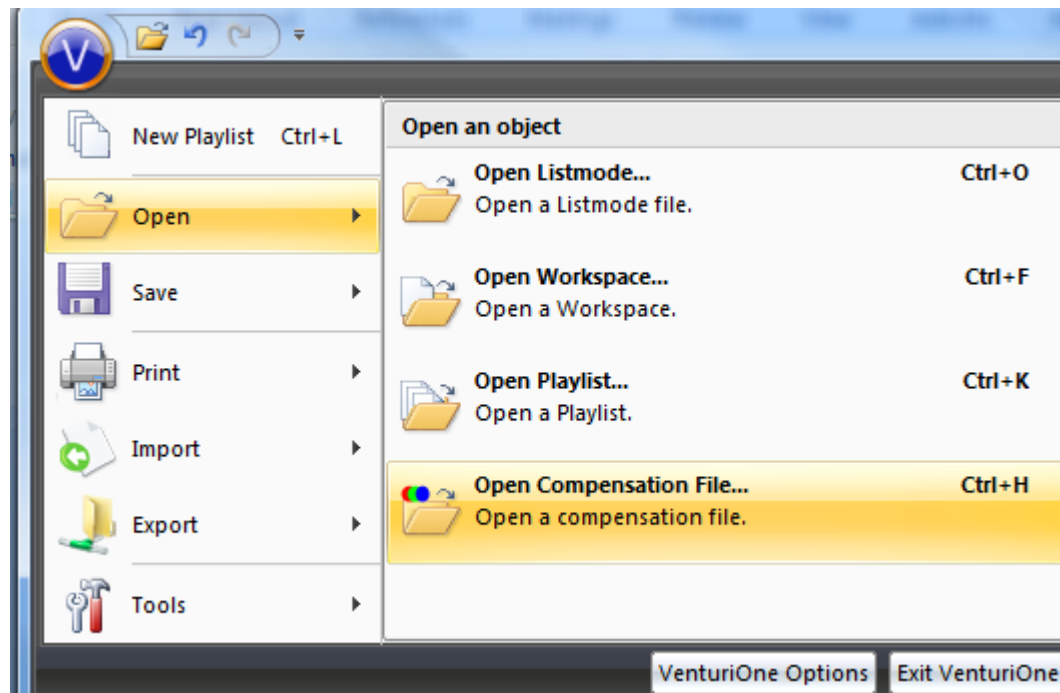 V
New Playlist Ctrl+L
Open
Save
Print
Import
Export
Tools
Open an object
Open Listmode... Ctrl+O
Open a Listmode file.
Open Workspace... Ctrl+F
Open a Workspace.
Open Playlist... Ctrl+K
Open a Playlist.
Open Compensation File... Ctrl+H
Open a compensation file.
VenturiOne Options Exit VenturiOne